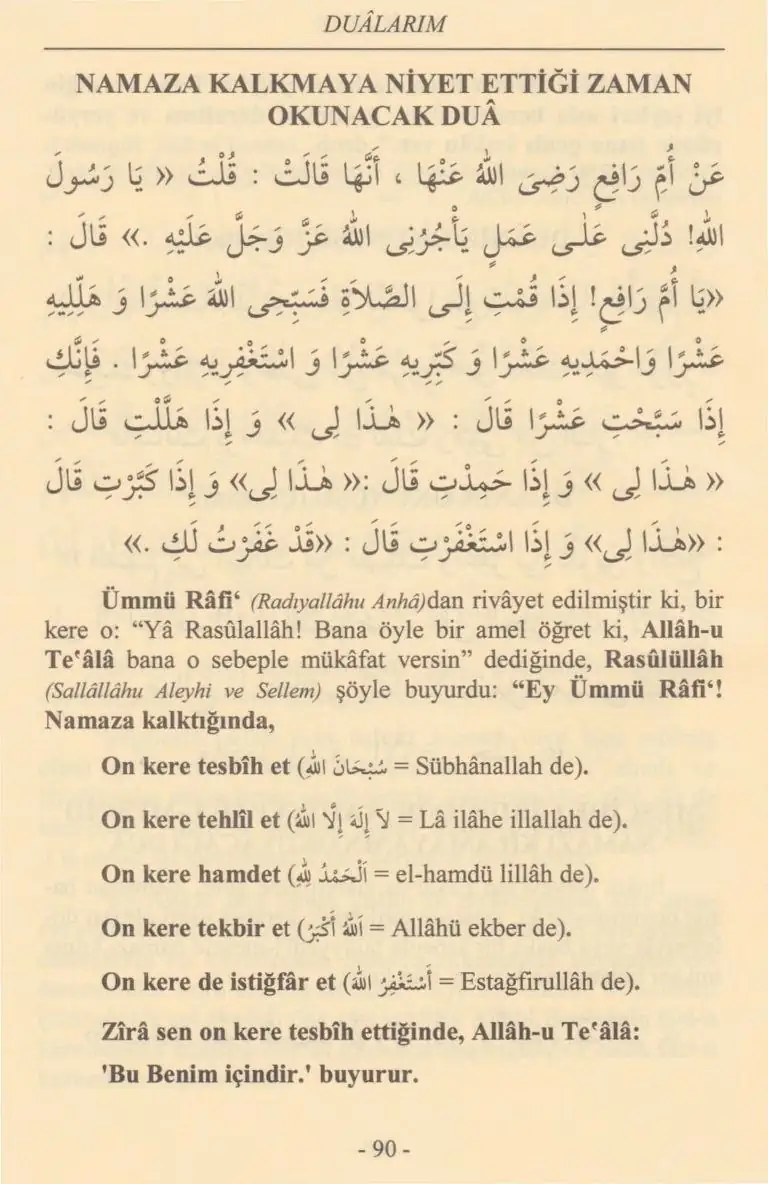 DUÂLARIM
NAMAZA KALKMAYA NİYET ETTİĞİ ZAMAN
OKUNACAK DUÂ
عَنْ أُمِّ رَافِعٍ رَضِىَ اللهُ عَنْهَا ، أَنَّهَا قَالَتْ : قُلْتُ « يَا رَسُولَ
اللهِ! دُلَّنِى عَلٰى عَمَلٍ يَأْجُرُنِى اللهُ عَزَّ وَجَلَّ عَلَيْهِ .» قَالَ :
«يَا أُمَّ رَافِعٍ! إِذَا قُمْتِ إِلَى الصَّلاَةِ فَسَبِّحِى اللهَ عَشْرًا وَ هَلِّلِيهِ
عَشْرًا وَاحْمَدِيهِ عَشْرًا وَ كَبِّرِيهِ عَشْرًا وَ اسْتَغْفِرِيهِ عَشْرًا . فَإِنَّكِ
إِذَا سَبَّحْتِ عَشْرًا قَالَ : « هٰذَا لِى » وَ إِذَا هَلَّلْتِ قَالَ :
« هٰذَا لِى » وَ إِذَا حَمِدْتِ قَالَ :« هٰذَا لِى» وَ إِذَا كَبَّرْتِ قَالَ
: «هٰذَا لِى» وَ إِذَا اسْتَغْفَرْتِ قَالَ : «قَدْ غَفَرْتُ لَكِ .»
Ümmü Râfi‘ (Radıyallâhu Anhâ)dan rivâyet edilmiştir ki, bir
kere o: “Yâ Rasûlallâh! Bana öyle bir amel öğret ki, Allâh-u
Te‘âlâ bana o sebeple mükâfat versin” dediğinde, Rasûlüllâh
(Sallâllâhu Aleyhi ve Sellem) şöyle buyurdu: “Ey Ümmü Râfi‘!
Namaza kalktığında,
On kere tesbîh et (سُبْحَانَ اللهِ = Sübhânallah de).
On kere tehlîl et (لاَ إِلَهَ إِلَّا اللهُ = Lâ ilâhe illallah de).
On kere hamdet (اَلْحَمْدُ لِلهِ = el-hamdü lillâh de).
On kere tekbir et (اَللهُ أَكْبَرُ = Allâhü ekber de).
On kere de istiğfâr et (أَسْتَغْفِرُ اللهَ = Estağfirullâh de).
Zîrâ sen on kere tesbîh ettiğinde, Allâh-u Te‘âlâ:
'Bu Benim içindir.' buyurur.
- 90 -